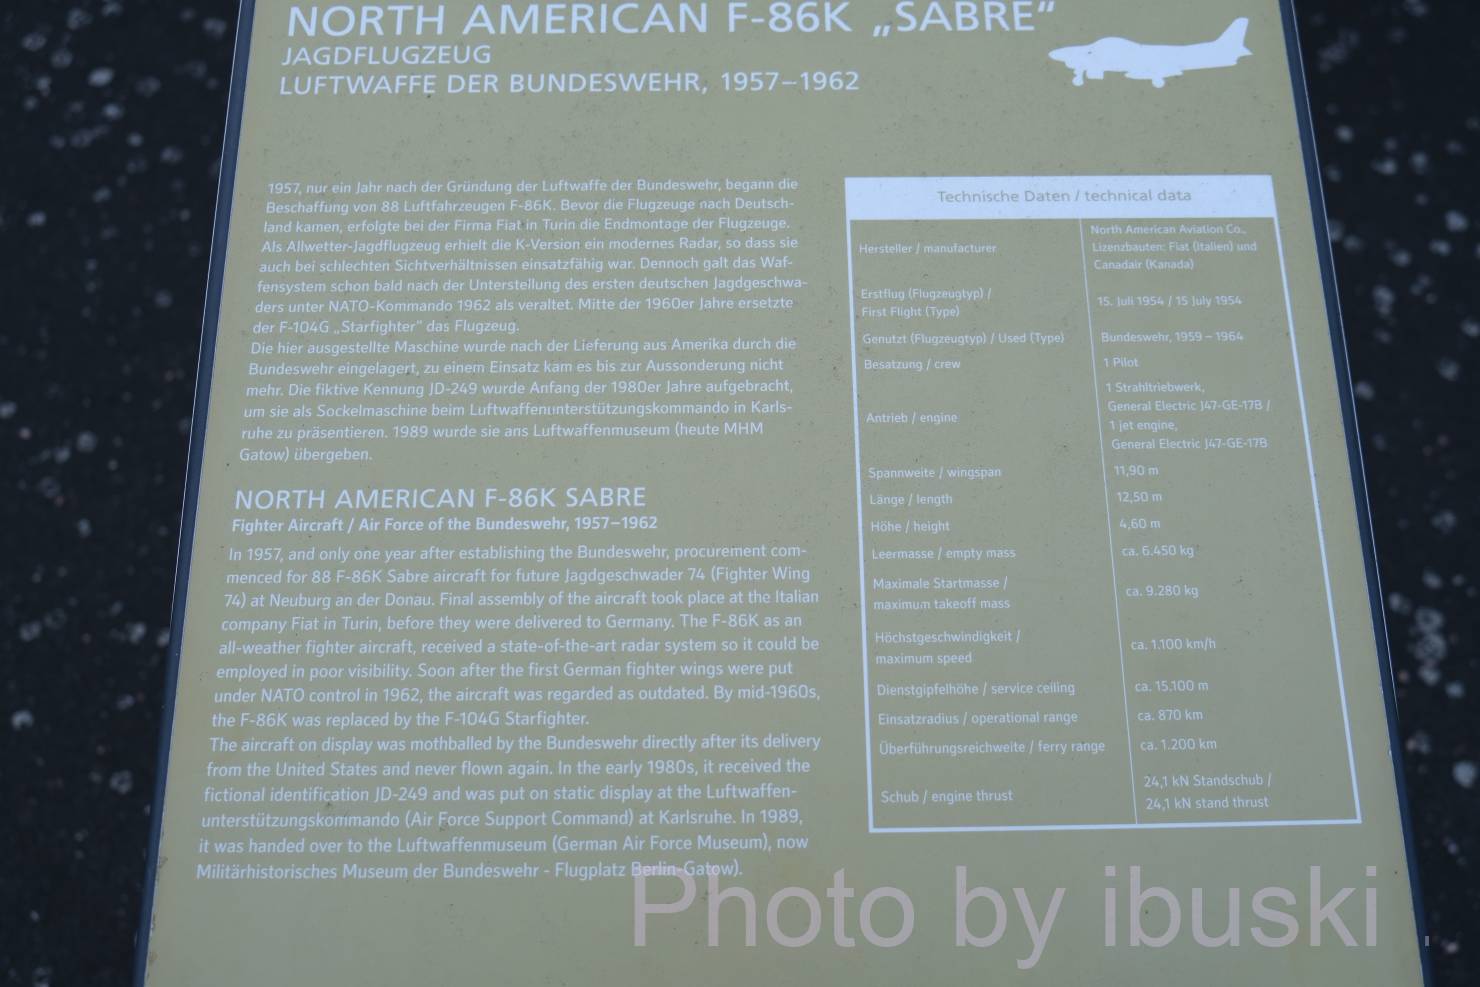 NORTH AMERICAN F-86K „SABRE“
JAGDFLUGZEUG
LUFTWAFFE DER BUNDESWEHR, 1957–1962
1957, nur ein Jahr nach der Gründung der Luftwaffe der Bundeswehr, begann die
Beschaffung von 88 Luftfahrzeugen F-86K. Bevor die Flugzeuge nach Deutsch-
land kamen, erfolgte bei der Firma Fiat in Turin die Endmontage der Flugzeuge.
Als Allwetter-Jagdflugzeug erhielt die K-Version ein modernes Radar, so dass sie
auch bei schlechten Sichtverhältnissen einsatzfähig war. Dennoch galt das Waf-
fensystem schon bald nach der Unterstellung des ersten deutschen Jagdgeschwa-
ders unter NATO-Kommando 1962 als veraltet. Mitte der 1960er Jahre ersetzte
der F-104G „Starfighter“ das Flugzeug.
Die hier ausgestellte Maschine wurde nach der Lieferung aus Amerika durch die
Bundeswehr eingelagert, zu einem Einsatz kam es bis zur Aussonderung nicht
mehr. Die fiktive Kennung JD-249 wurde Anfang der 1980er Jahre aufgebracht,
um sie als Sockelmaschine beim Luftwaffenunterstützungskommando in Karls-
ruhe zu präsentieren. 1989 wurde sie ans Luftwaffenmuseum (heute MHM
Gatow) übergeben.
NORTH AMERICAN F-86K SABRE
Fighter Aircraft / Air Force of the Bundeswehr, 1957–1962
In 1957, and only one year after establishing the Bundeswehr, procurement com-
menced for 88 F-86K Sabre aircraft for future Jagdgeschwader 74 (Fighter Wing
74) at Neuburg an der Donau. Final assembly of the aircraft took place at the Italian
company Fiat in Turin, before they were delivered to Germany. The F-86K as an
all-weather fighter aircraft, received a state-of-the-art radar system so it could be
employed in poor visibility. Soon after the first German fighter wings were put
under NATO control in 1962, the aircraft was regarded as outdated. By mid-1960s,
the F-86K was replaced by the F-104G Starfighter.
The aircraft on display was mothballed by the Bundeswehr directly after its delivery
from the United States and never flown again. In the early 1980s, it received the
fictional identification JD-249 and was put on static display at the Luftwaffen-
unterstützungskommando (Air Force Support Command) at Karlsruhe. In 1989,
it was handed over to the Luftwaffenmuseum (German Air Force Museum), now
Militärhistorisches Museum der Bundeswehr - Flugplatz Berlin-Gatow).
Technische Daten / technical data
Hersteller / manufacturer
North American Aviation Co.,
Lizenzbauten: Fiat (Italien) und
Canadair (Kanada)
Erstflug (Flugzeugtyp) /
First Flight (Type)
15. Juli 1954 / 15 July 1954
Genutzt (Flugzeugtyp) / Used (Type)
Bundeswehr, 1959 – 1964
Besatzung / crew
1 Pilot
Antrieb / engine
1 Strahltriebwerk,
General Electric J47-GE-17B /
1 jet engine,
General Electric J47-GE-17B
Spannweite / wingspan
11,90 m
Länge / length
12,50 m
Höhe / height
4,60 m
Leermasse / empty mass
ca. 6.450 kg
Maximale Startmasse /
maximum takeoff mass
ca. 9.280 kg
Höchstgeschwindigkeit /
maximum speed
ca. 1.100 km/h
Dienstgipfelhöhe / service ceiling
ca. 15.100 m
Einsatzradius / operational range
ca. 870 km
Überführungsreichweite / ferry range
ca. 1.200 km
Schub / engine thrust
24,1 kN Standschub /
24,1 kN stand thrust
Photo by ibuski